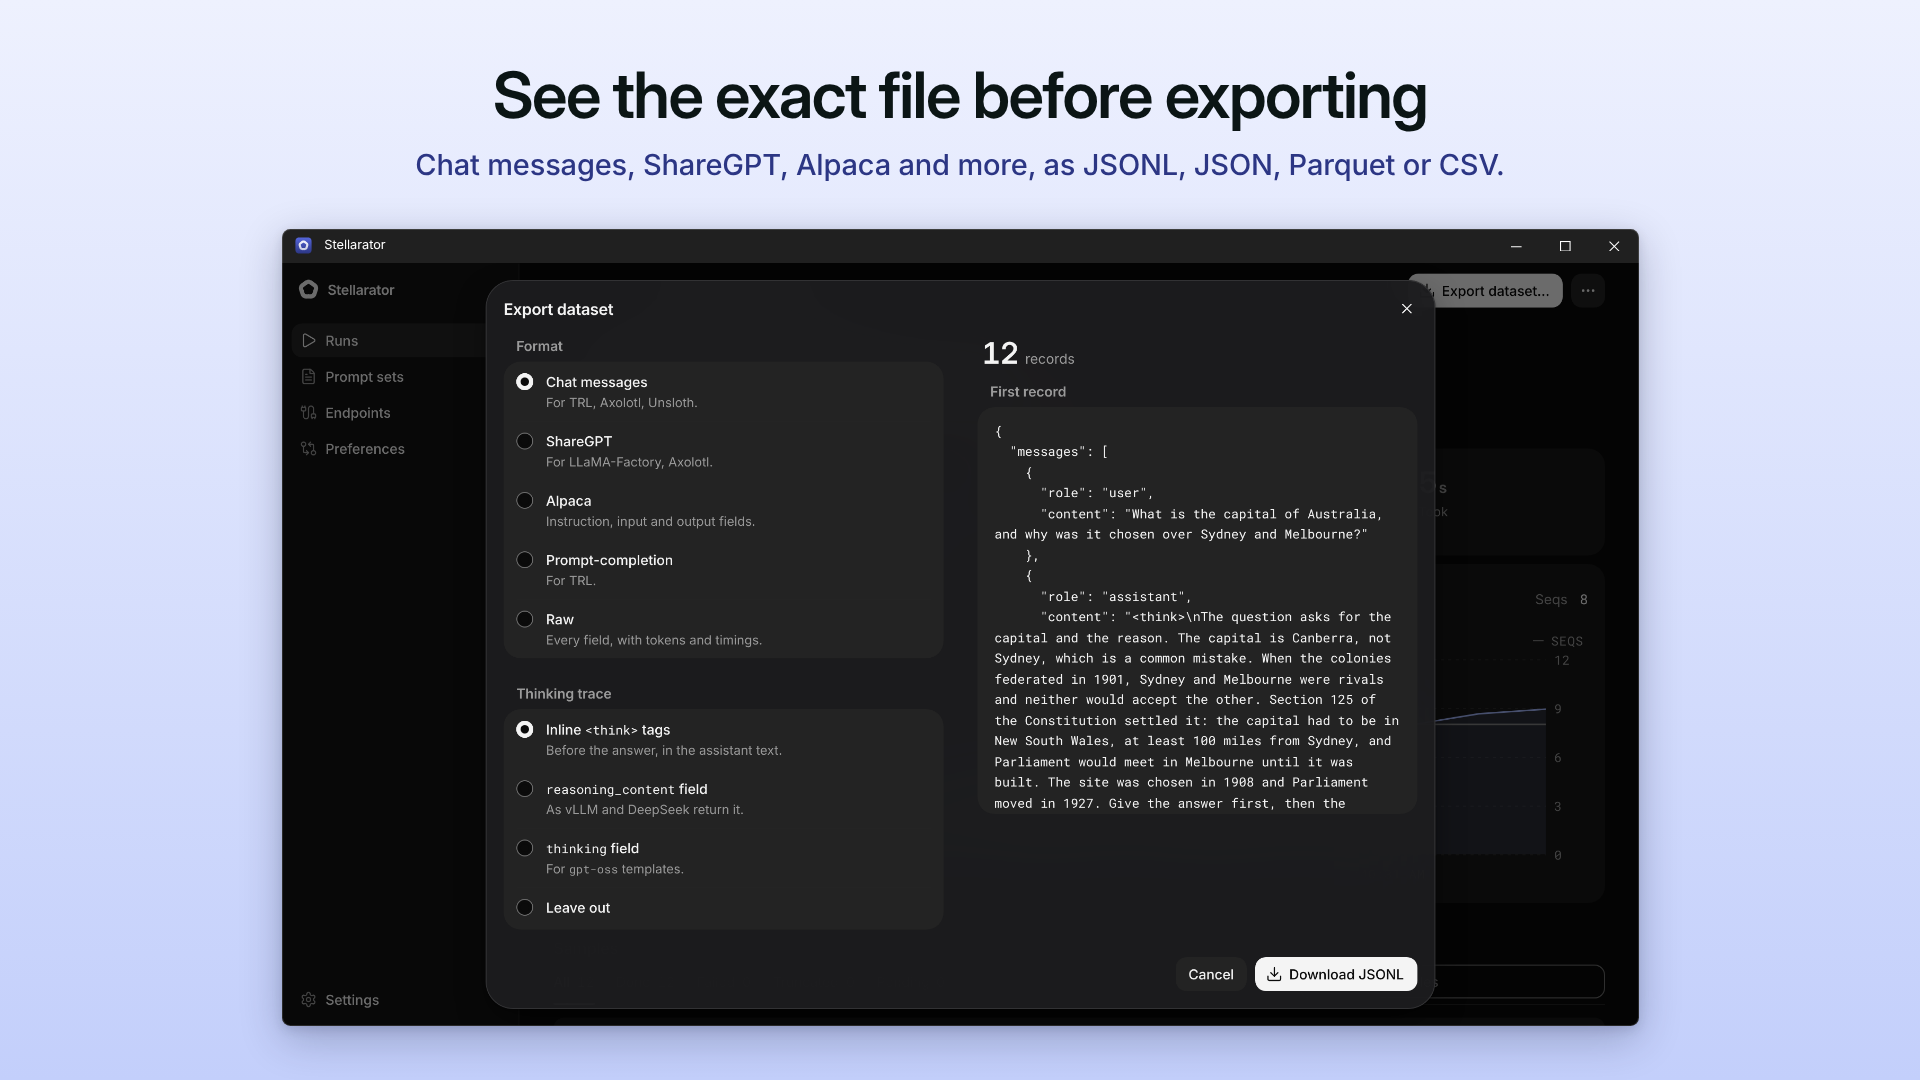 See the exact file before exporting
Chat messages, ShareGPT, Alpaca and more, as JSONL, JSON, Parquet or CSV.
Stellarator
Stellarator
Runs
Prompt sets
Endpoints
Preferences
Settings
Export dataset...
Export dataset
Format
Chat messages
For TRL, Axolotl, Unsloth.
ShareGPT
For LLaMA-Factory, Axolotl.
Alpaca
Instruction, input and output fields.
Prompt-completion
For TRL.
Raw
Every field, with tokens and timings.
Thinking trace
Inline <think> tags
Before the answer, in the assistant text.
reasoning_content field
As vLLM and DeepSeek return it.
thinking field
For gpt-oss templates.
Leave out
12 records
First record
{
"messages": [
{
"role": "user",
"content": "What is the capital of Australia,
and why was it chosen over Sydney and Melbourne?"
},
{
"role": "assistant",
"content": "<think>\nThe question asks for the
capital and the reason. The capital is Canberra, not
Sydney, which is a common mistake. When the colonies
federated in 1901, Sydney and Melbourne were rivals
and neither would accept the other. Section 125 of
the Constitution settled it: the capital had to be in
New South Wales, at least 100 miles from Sydney, and
Parliament would meet in Melbourne until it was
built. The site was chosen in 1908 and Parliament
moved in 1927. Give the answer first, then the
Cancel
Download JSONL
Seqs 8
SEQS
12
9
6
3
0